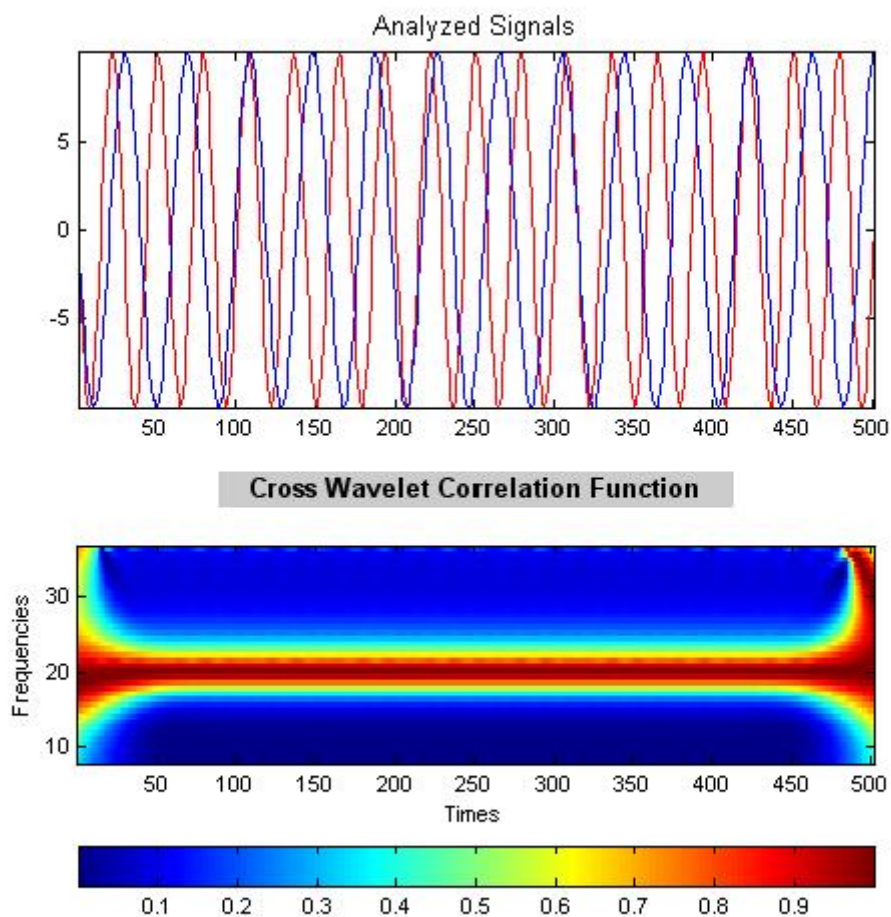 Analyzed Signals
5
0
-5
50 100 150 200 250 300 350 400 450 500
Cross Wavelet Correlation Function
Frequencies
30
20
10
50 100 150 200 250 300 350 400 450 500
Times
0.1 0.2 0.3 0.4 0.5 0.6 0.7 0.8 0.9